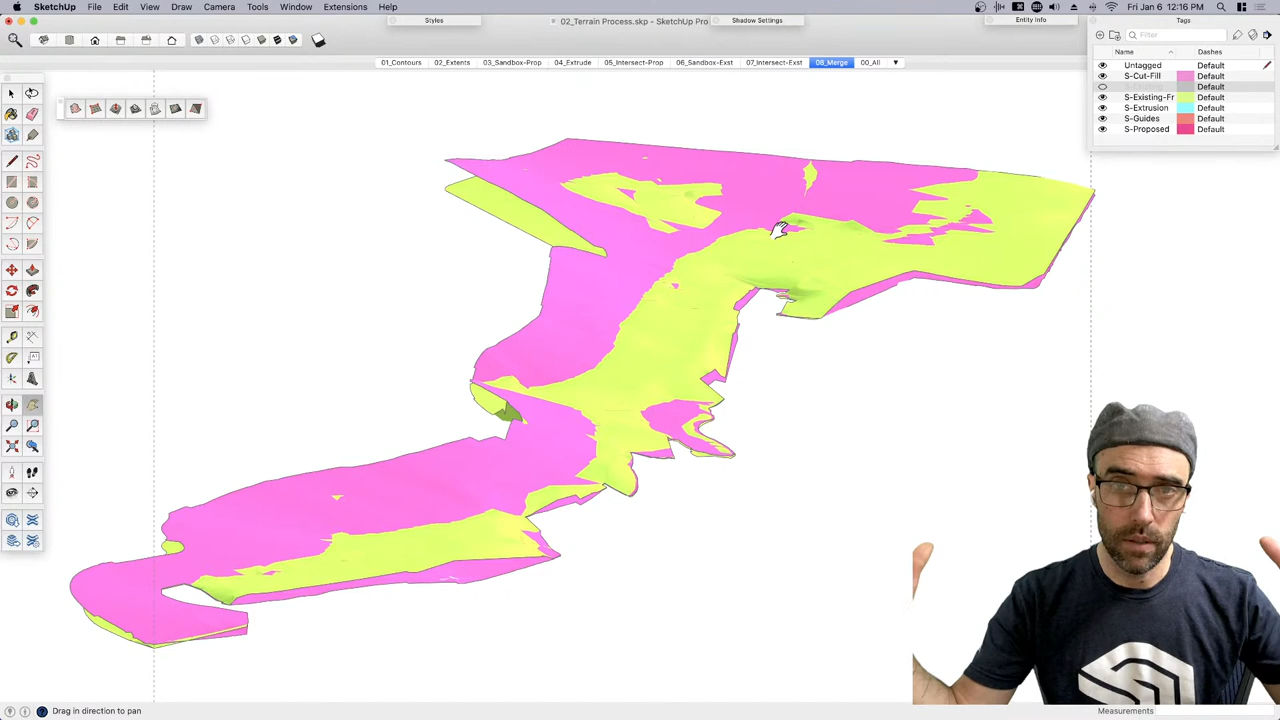 SketchUp File Edit View Camera Draw Tools Window Extensions Help
Fri Jan 6 12:16 PM
Styles
02_Terrain Process.skp - SketchUp Pro
Shadow Settings
Entity Info
Tags
Filter
Name Dashes
Untagged Default
S-Cut-Fill Default
Default
S-Existing-Fr Default
S-Extrusion Default
S-Guides Default
S-Proposed Default
01_Contours 02_Extents 03_Sandbox-Prop 04_Extrude 05_Intersect-Prop 06_Sandbox-Exst 07_Intersect-Exst 08_Merge 00_All
Drag in direction to pan
Measurements